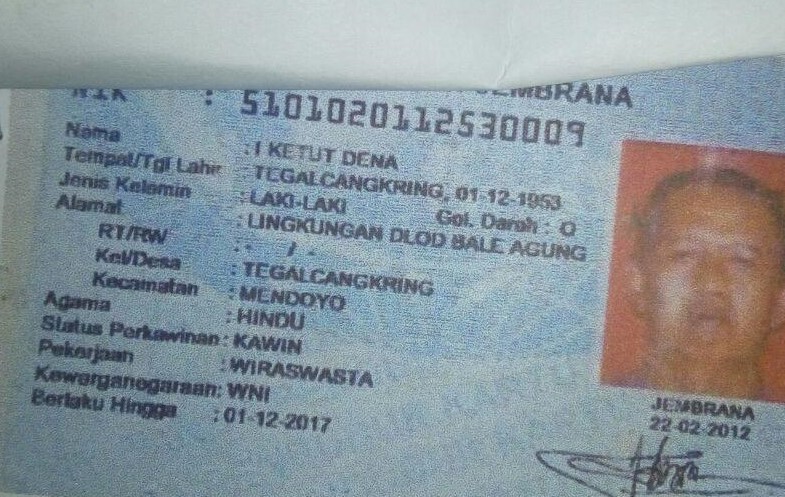 JEMBRANA
NIK : 5101020112530009
Nama : I KETUT DENA
Tempat/Tgl Lahir : TEGALCANGKRING, 01-12-1953
Jenis Kelamin : LAKI-LAKI Gol. Darah : O
Alamat : LINGKUNGAN DLOD BALE AGUNG
RT/RW : - / -
Kel/Desa : TEGALCANGKRING
Kecamatan : MENDOYO
Agama : HINDU
Status Perkawinan : KAWIN
Pekerjaan : WIRASWASTA
Kewarganegaraan: WNI
Berlaku Hingga : 01-12-2017
JEMBRANA
22-02-2012